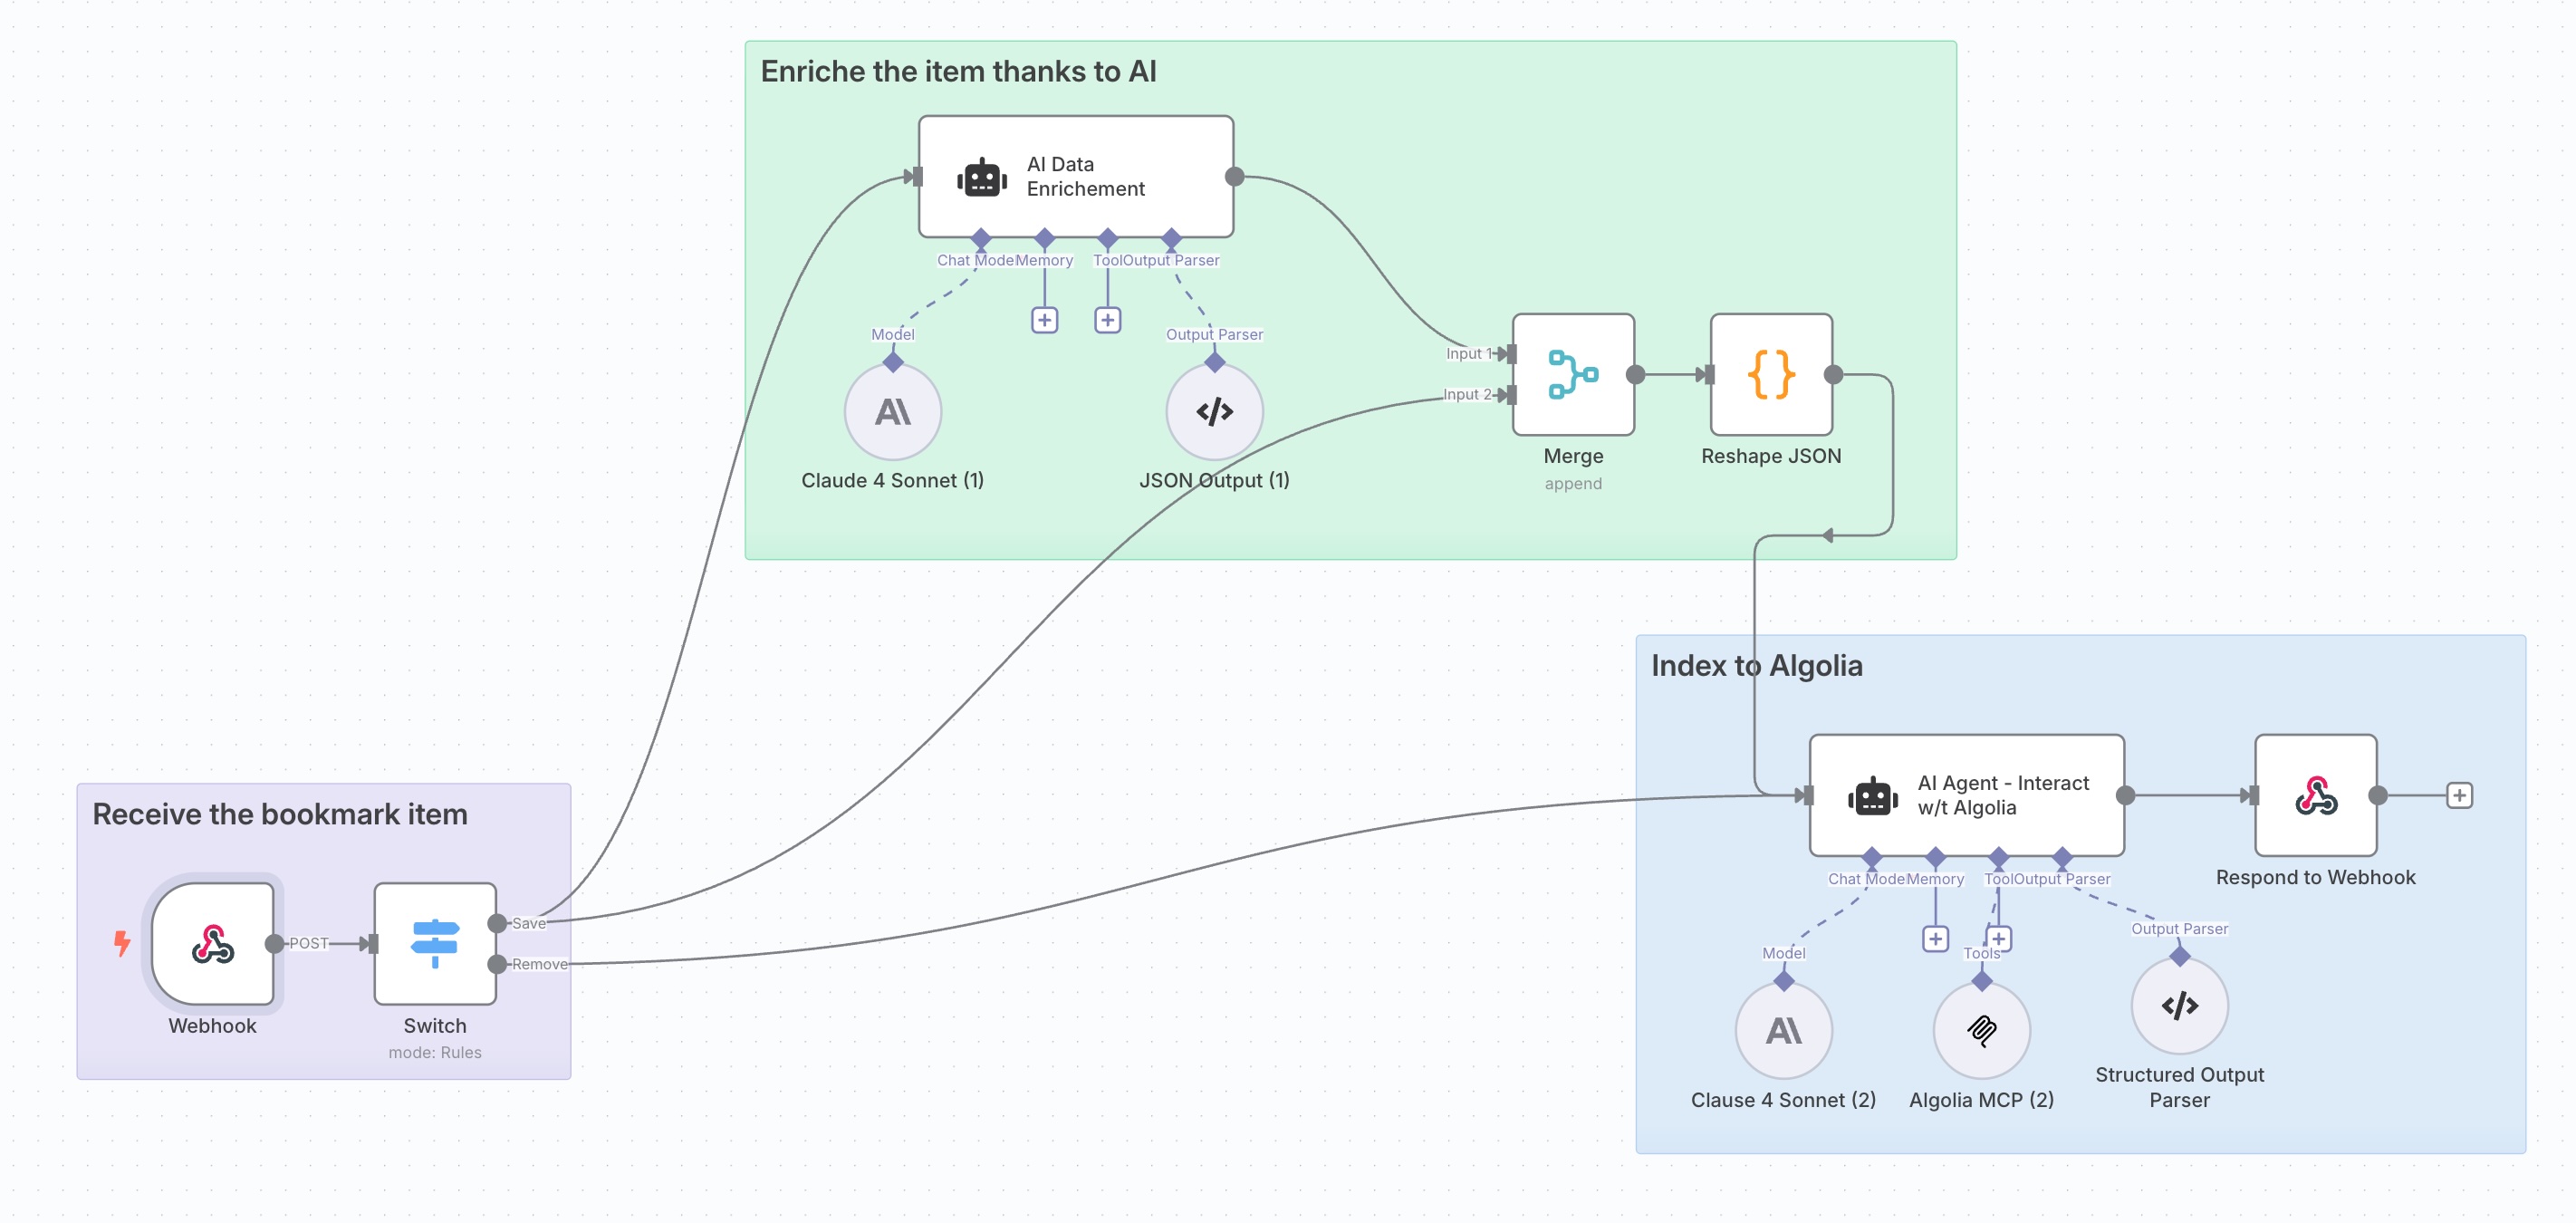 Enriche the item thanks to AI
AI Data
Enrichement
Chat Mode
Memory
Tool
Output Parser
Model
Output Parser
Claude 4 Sonnet (1)
JSON Output (1)
Input 1
Input 2
Merge
append
Reshape JSON
Receive the bookmark item
POST
Save
Remove
Webhook
Switch
mode: Rules
Index to Algolia
AI Agent - Interact
w/t Algolia
Chat Mode
Memory
Tool
Output Parser
Model
Tools
Output Parser
Clause 4 Sonnet (2)
Algolia MCP (2)
Structured Output
Parser
Respond to Webhook